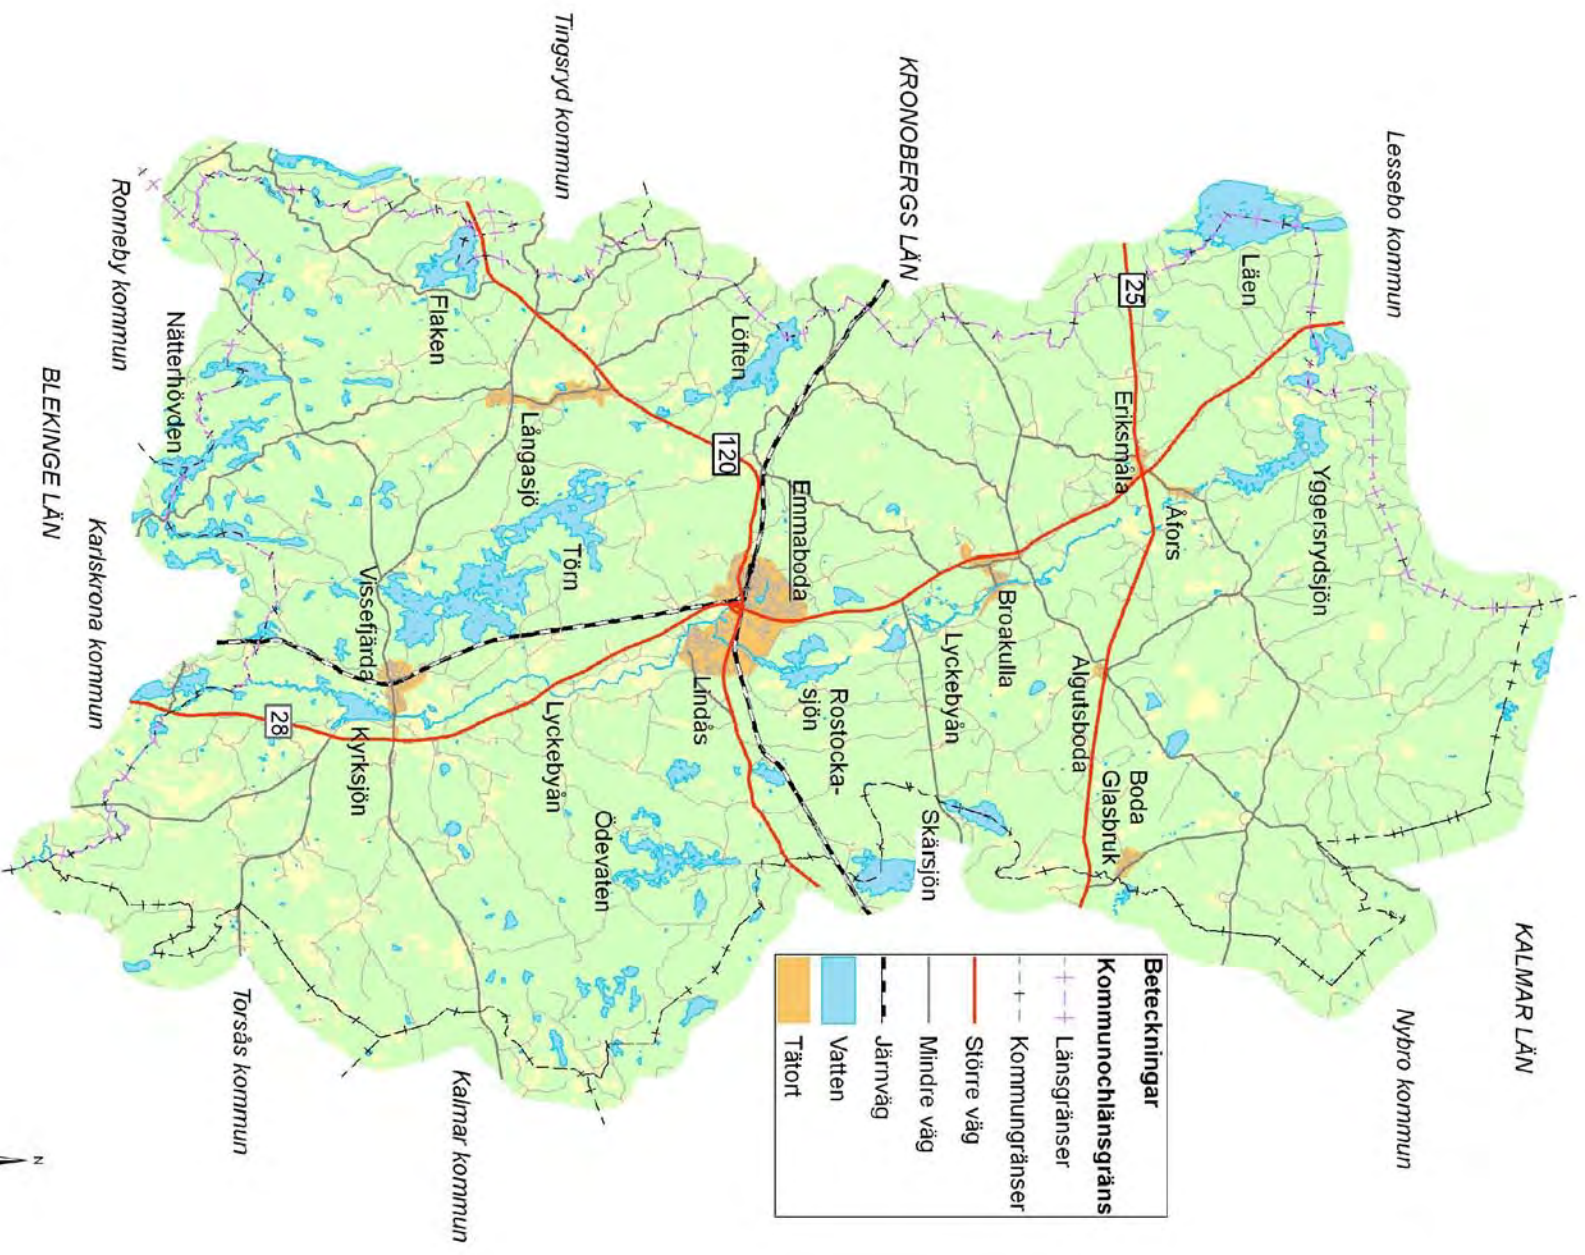 KALMAR LÄN
Lessebo kommun
Nybro kommun
Yggersrydsjön
Läen
Åfors
25
Eriksmåla
Boda
Glasbruk
Algutsboda
Broakulla
Lyckebyån
Skärsjön
KRONOBERGS LÄN
Rostocka-
sjön
Emmaboda
Löften
120
Lindås
Ödevaten
Törn
Tingsryd kommun
Lyckebyån
Långasjö
Flaken
Vissefjärda
Kyrksjön
28
Nätterhövden
Ronneby kommun
Karlskrona kommun
BLEKINGE LÄN
Torsås kommun
Kalmar kommun
Beteckningar
Kommunochlänsgräns
Länsgränser
Kommungränser
Större väg
Mindre väg
Järnväg
Vatten
Tätort
N